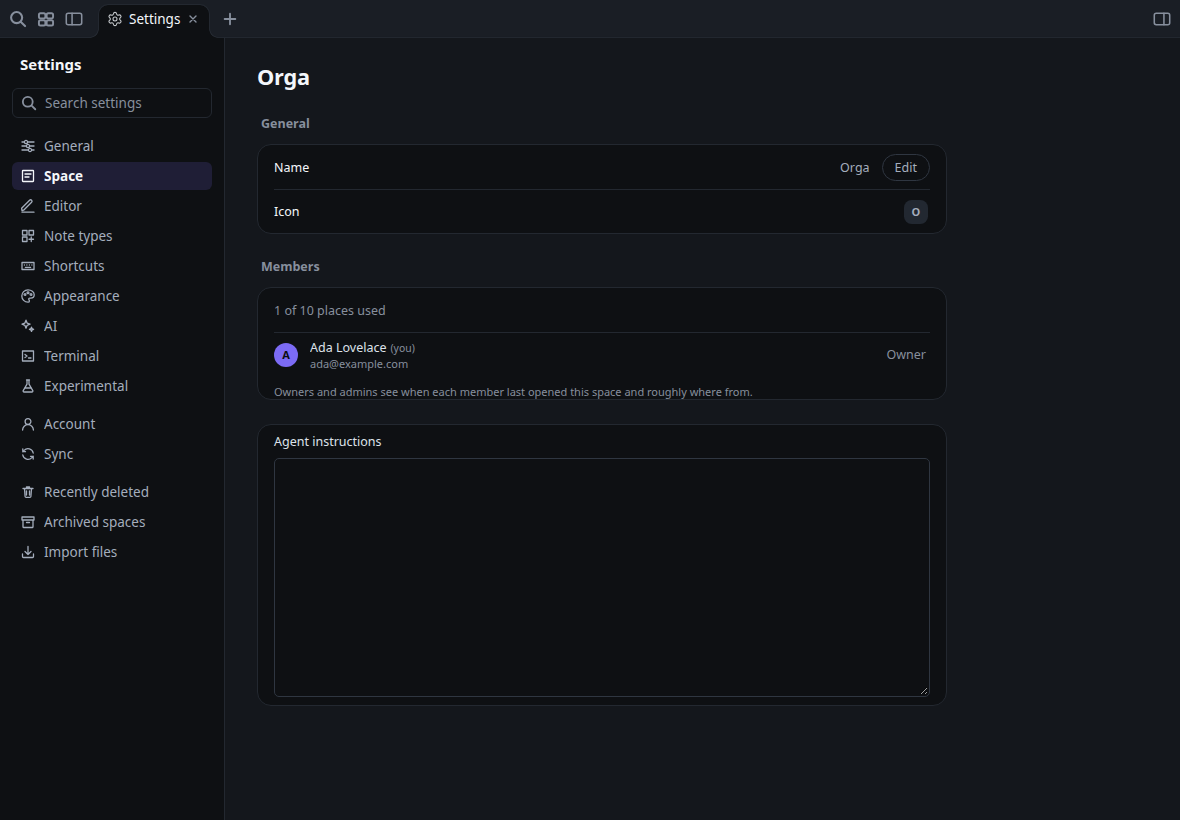 Settings
Settings
Search settings
General
Space
Editor
Note types
Shortcuts
Appearance
AI
Terminal
Experimental
Account
Sync
Recently deleted
Archived spaces
Import files
Orga
General
Name Orga Edit
Icon O
Members
1 of 10 places used
A Ada Lovelace (you) Owner
ada@example.com
Owners and admins see when each member last opened this space and roughly where from.
Agent instructions